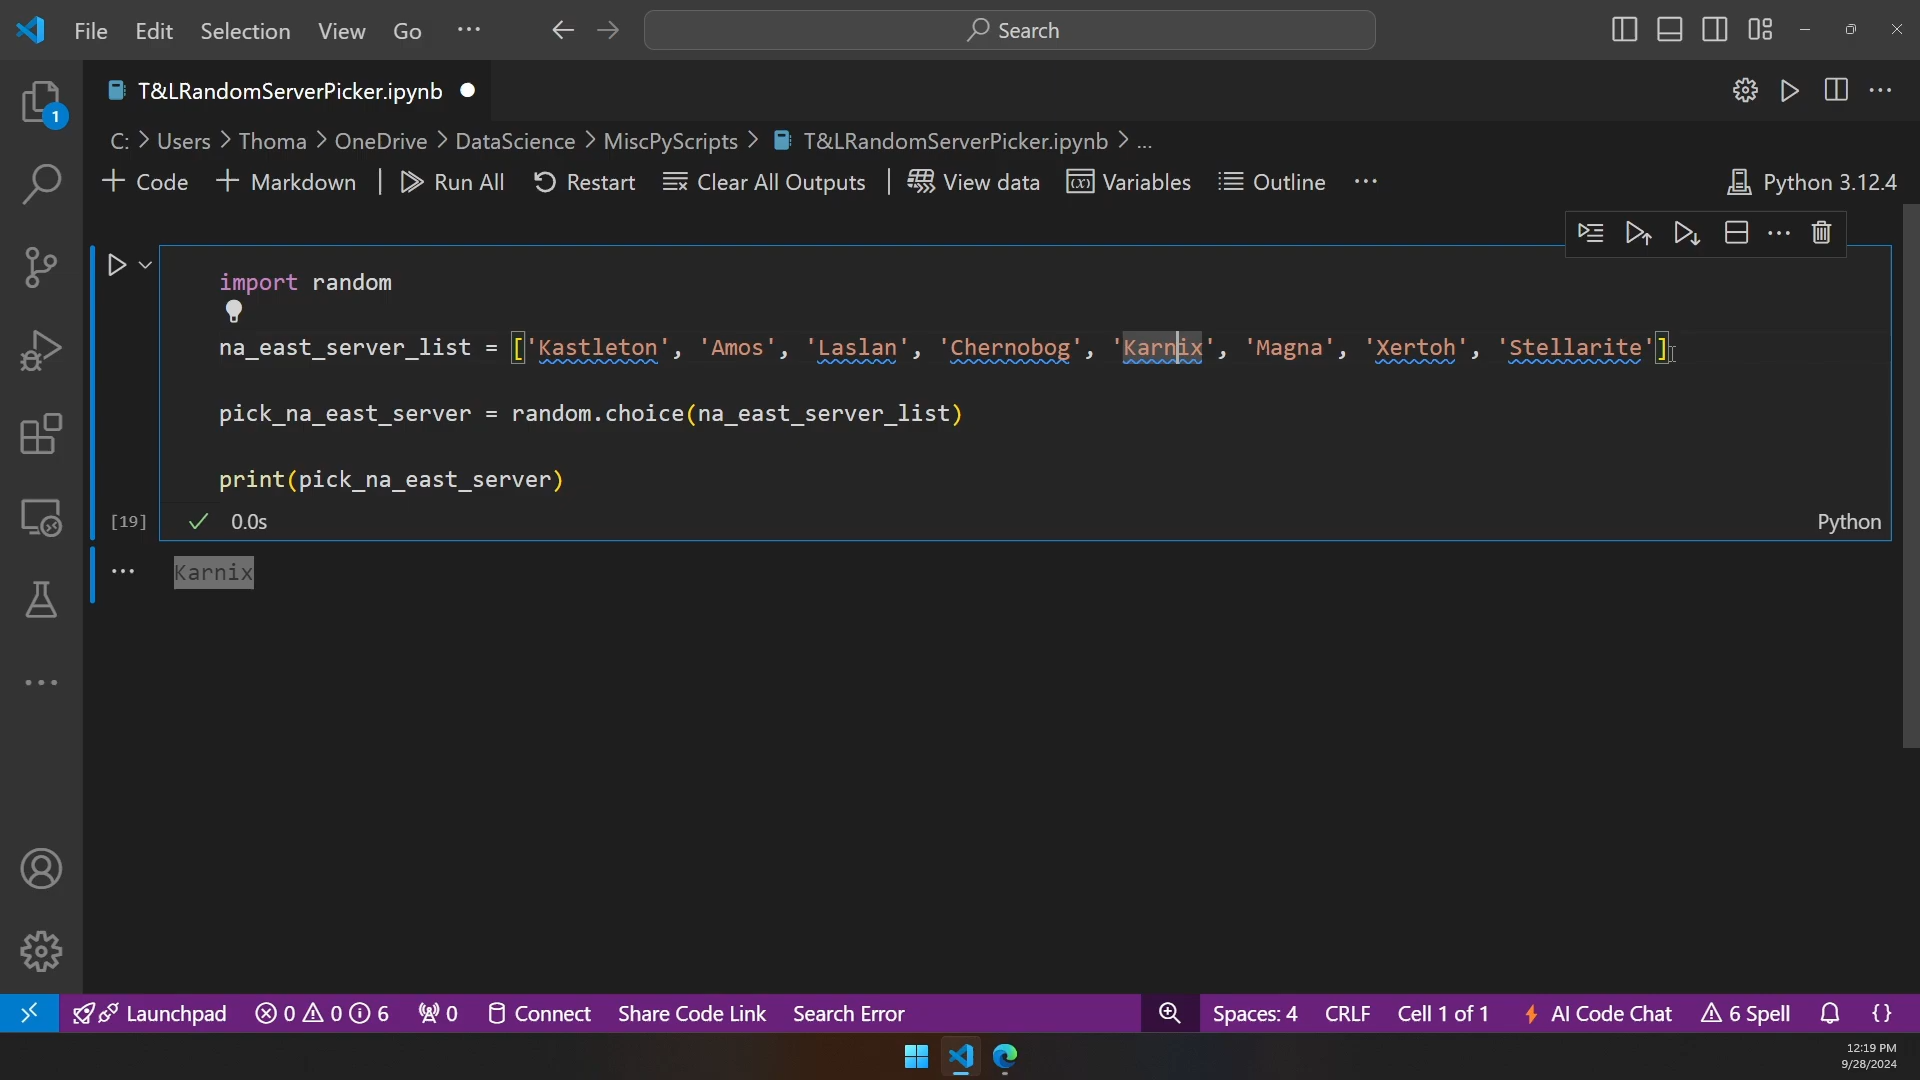 File Edit Selection View Go ··· Search
T&LRandomServerPicker.ipynb
C: > Users > Thoma > OneDrive > DataScience > MiscPyScripts > T&LRandomServerPicker.ipynb > ...
+ Code + Markdown | Run All Restart Clear All Outputs | View data Variables Outline ··· Python 3.12.4
import random
na_east_server_list = ['Kastleton', 'Amos', 'Laslan', 'Chernobog', 'Karnix', 'Magna', 'Xertoh', 'Stellarite']
pick_na_east_server = random.choice(na_east_server_list)
print(pick_na_east_server)
[19] ✓ 0.0s Python
··· Karnix
1
Launchpad 0 0 6 0 Connect Share Code Link Search Error Spaces: 4 CRLF Cell 1 of 1 AI Code Chat 6 Spell {}
12:19 PM
9/28/2024